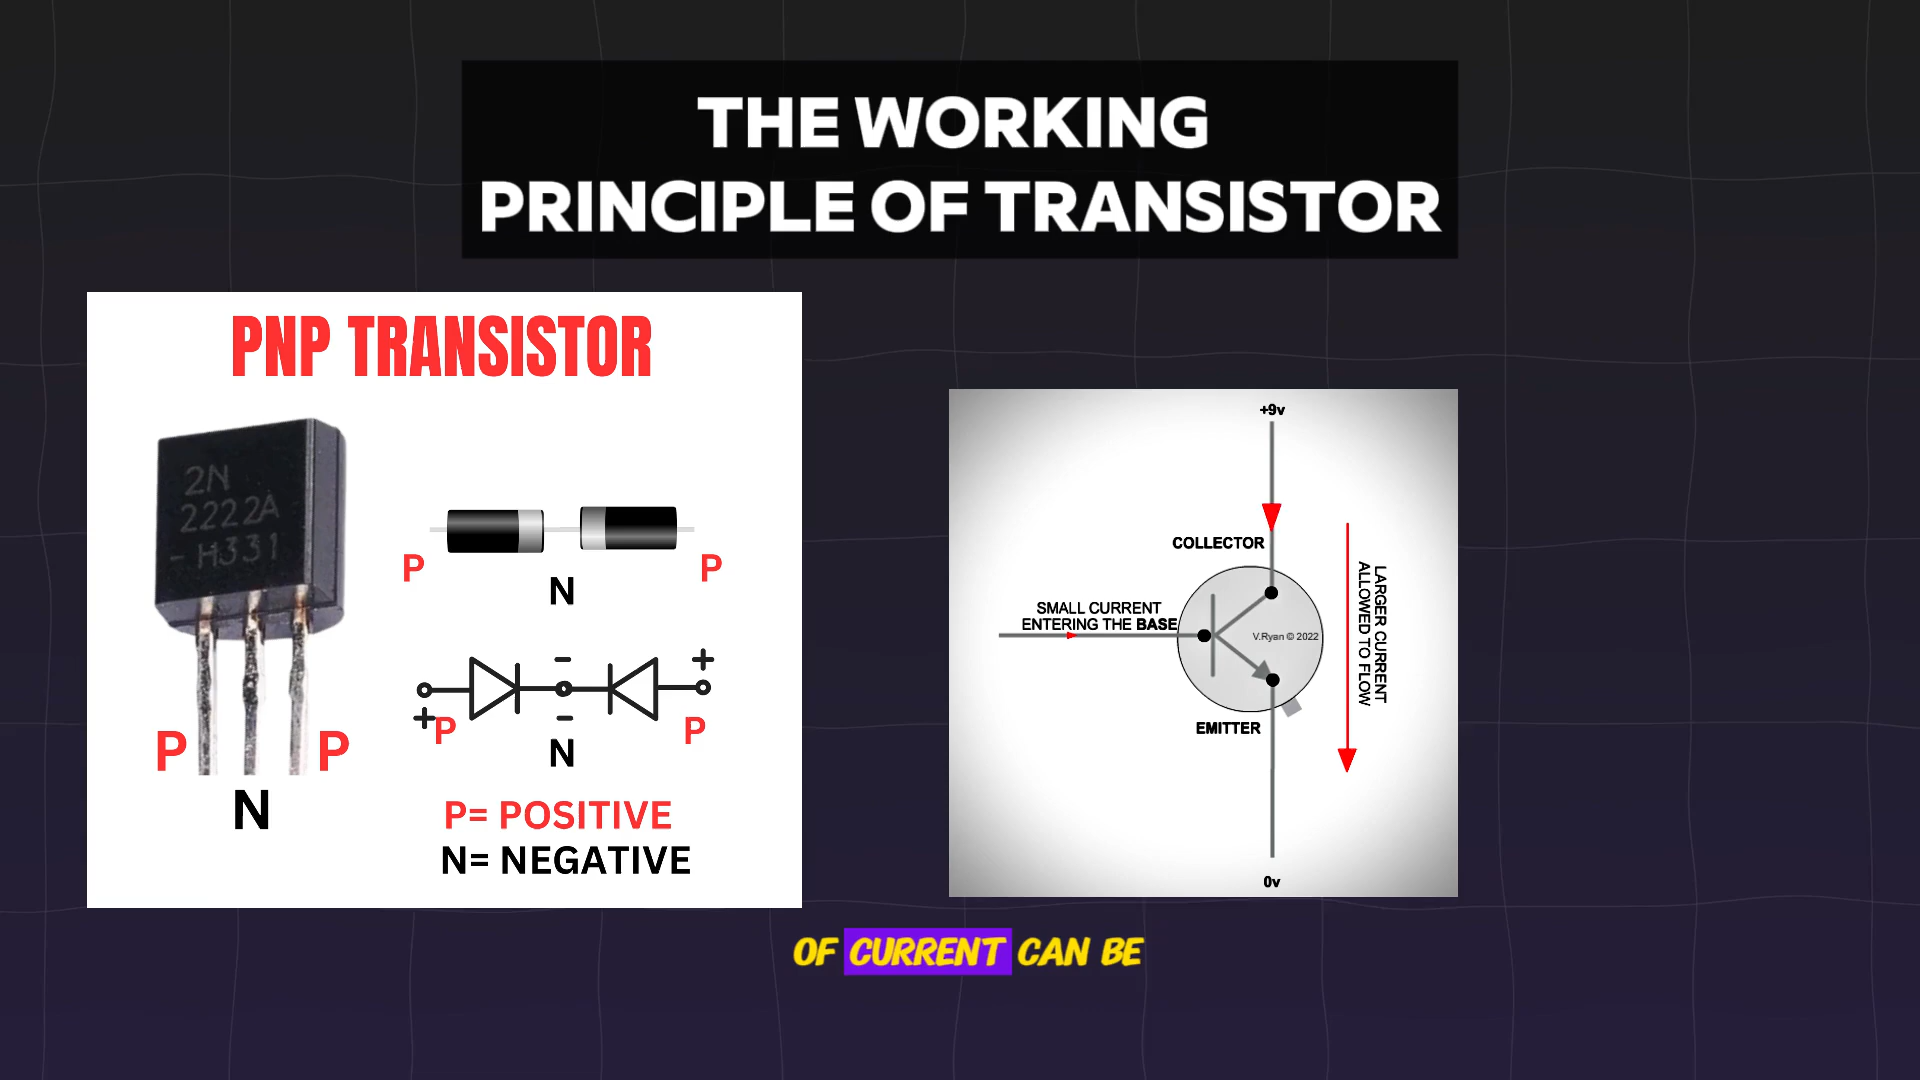 THE WORKING
PRINCIPLE OF TRANSISTOR
PNP TRANSISTOR
2N
2222A
- H331
P
P
N
P
N
P
+
-
+
P
-
N
P
P= POSITIVE
N= NEGATIVE
+9v
COLLECTOR
SMALL CURRENT
ENTERING THE BASE
V.Ryan © 2022
EMITTER
LARGER CURRENT
ALLOWED TO FLOW
0v
OF CURRENT CAN BE